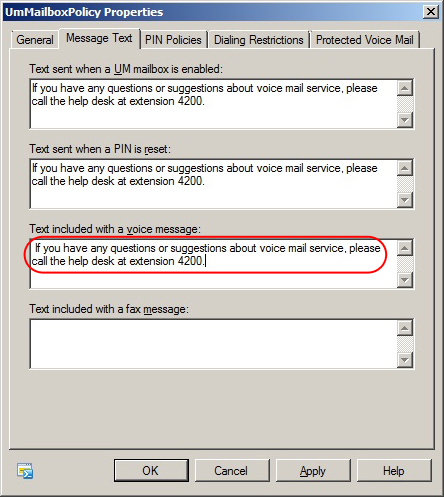 UmMailboxPolicy Properties
General Message Text PIN Policies Dialing Restrictions Protected Voice Mail
Text sent when a UM mailbox is enabled:
If you have any questions or suggestions about voice mail service, please
call the help desk at extension 4200.
Text sent when a PIN is reset:
If you have any questions or suggestions about voice mail service, please
call the help desk at extension 4200.
Text included with a voice message:
If you have any questions or suggestions about voice mail service, please
call the help desk at extension 4200.
Text included with a fax message:
OK Cancel Apply Help